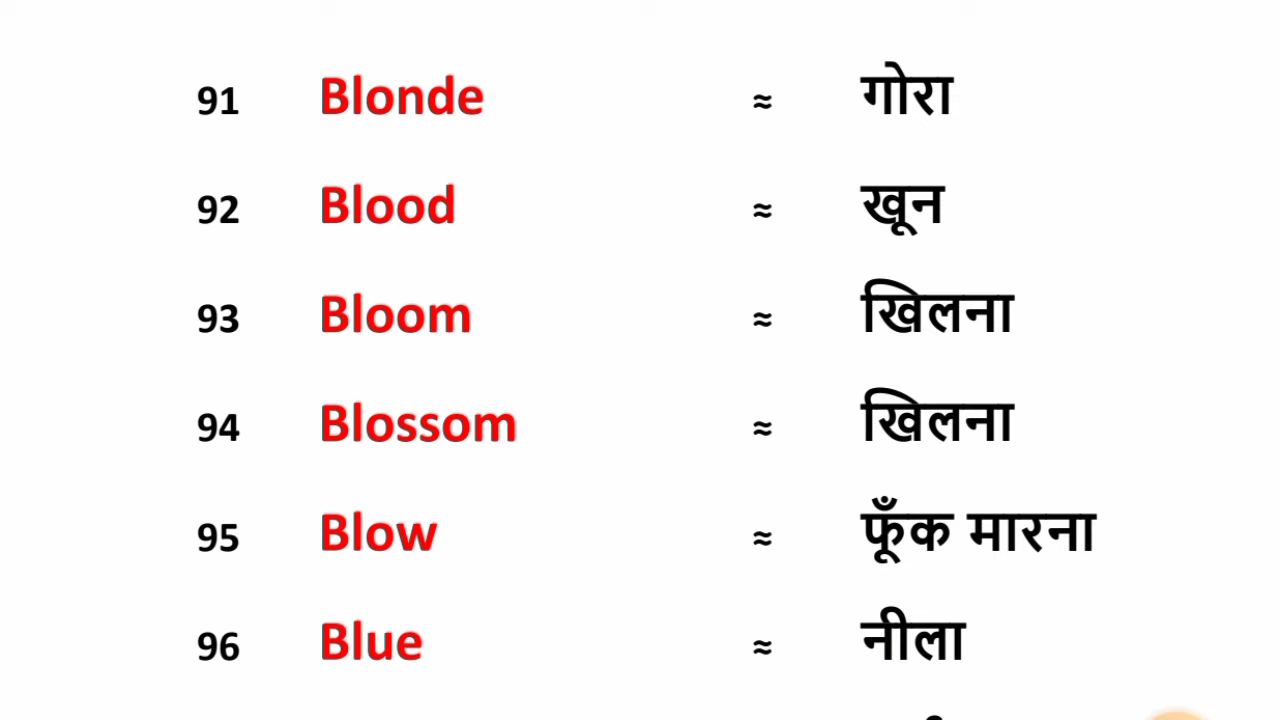 91 Blonde ≈ गोरा
92 Blood ≈ खून
93 Bloom ≈ खिलना
94 Blossom ≈ खिलना
95 Blow ≈ फूँक मारना
96 Blue ≈ नीला